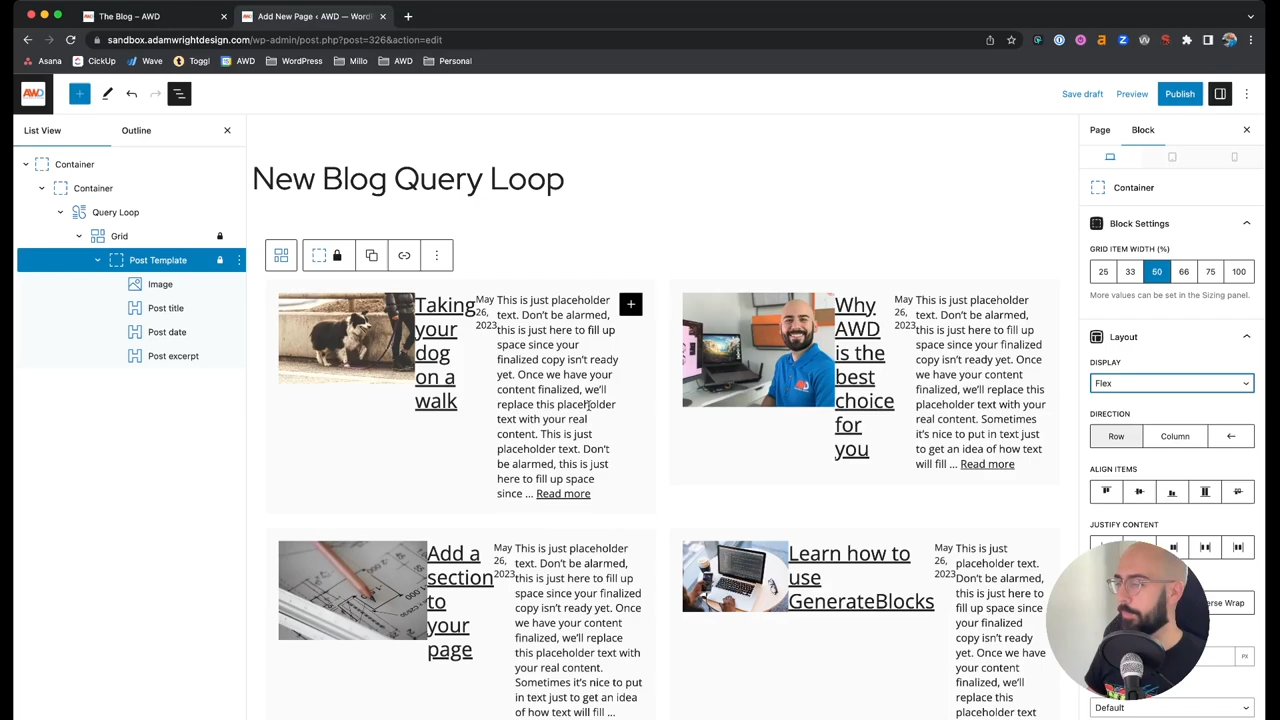 The Blog – AWD
Add New Page ‹ AWD — WordP
sandbox.adamwrightdesign.com/wp-admin/post.php?post=326&action=edit
Asana
ClickUp
Wave
Toggl
AWD
WordPress
Millo
AWD
Personal
AWD
Save draft
Preview
Publish
List View
Outline
Container
Container
Query Loop
Grid
Post Template
Image
Post title
Post date
Post excerpt
New Blog Query Loop
Taking
your
dog
on a
walk
May
26,
2023
This is just placeholder
text. Don't be alarmed,
this is just here to fill up
space since your
finalized copy isn't ready
yet. Once we have your
content finalized, we'll
replace this placeholder
text with your real
content. This is just
placeholder text. Don't
be alarmed, this is just
here to fill up space
since ... Read more
Why
AWD
is the
best
choice
for
you
May
26,
2023
This is just placeholder
text. Don't be alarmed,
this is just here to fill up
space since your
finalized copy isn't ready
yet. Once we have your
content finalized, we'll
replace this placeholder
text with your real
content. Sometimes
it's nice to put in text just
to get an idea of how text
will fill ... Read more
Add a
section
to
your
page
May
26,
2023
This is just placeholder
text. Don't be alarmed,
this is just here to fill up
space since your
finalized copy isn't ready
yet. Once we have your
content finalized, we'll
replace this placeholder
text with your real
content.
Sometimes it's nice to put
in text just to get an idea
of how text will fill ...
Learn how to
use
GenerateBlocks
May
26,
2023
This is just
placeholder text.
Don't be alarmed,
this is just here to
fill up space since
your finalized
copy isn't ready
yet. Once we have
your content
finalized, we'll
replace this
placeholder text
Page
Block
Container
Block Settings
GRID ITEM WIDTH (%)
25 33 50 66 75 100
More values can be set in the Sizing panel.
Layout
DISPLAY
Flex
DIRECTION
Row
Column
←
ALIGN ITEMS
JUSTIFY CONTENT
Wrap
PX
Default